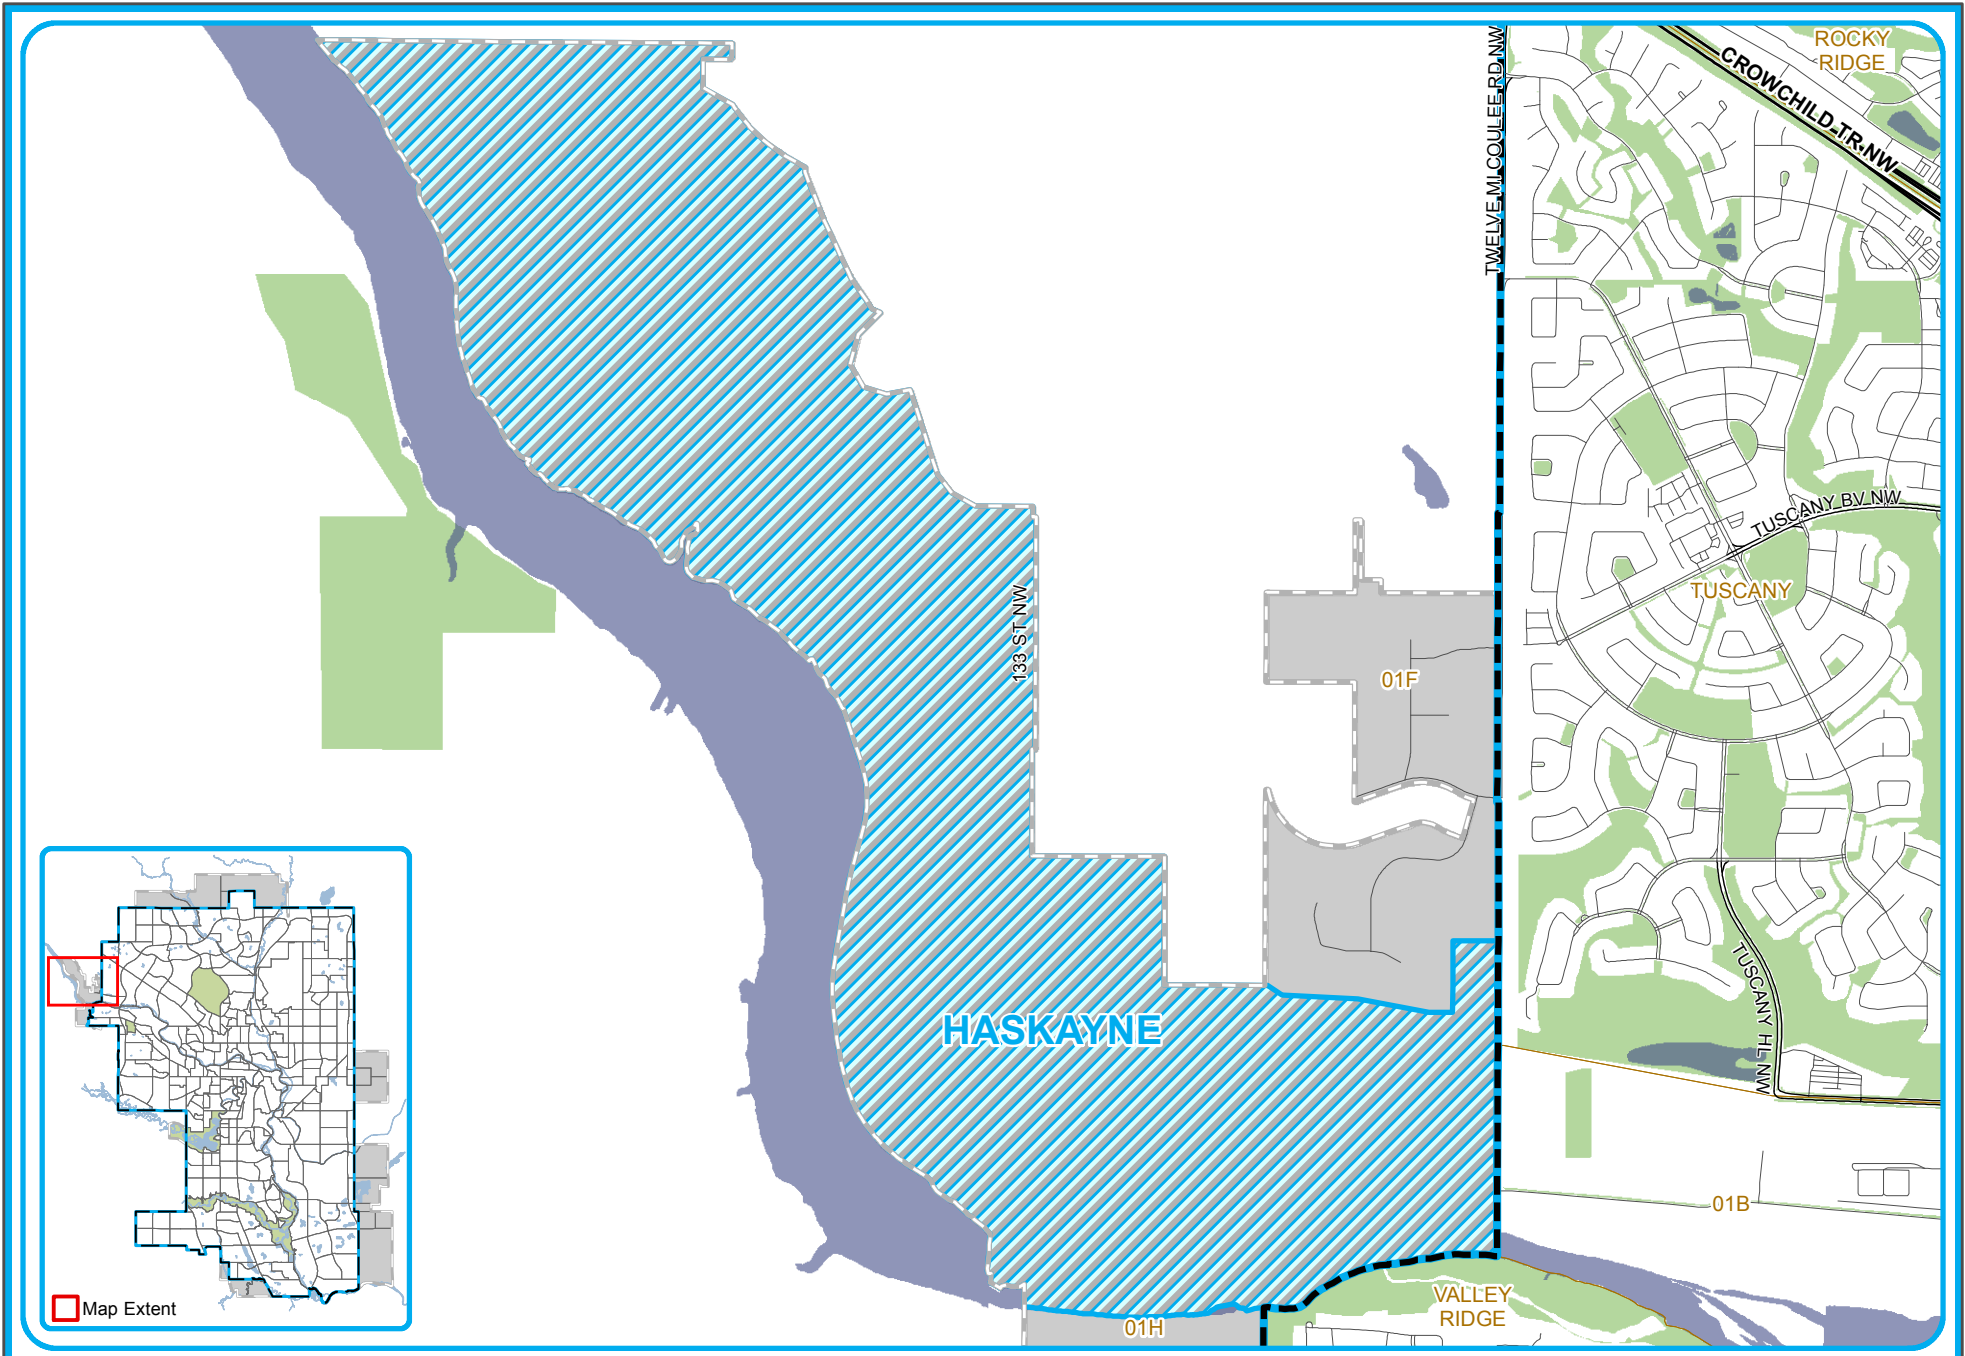 ROCKY
RIDGE
CROWCHILD TR NW
TWELVE MI COULEE RD NW
TUSCANY BV NW
TUSCANY
133 ST NW
01F
HASKAYNE
TUSCANY HL NW
01B
VALLEY
RIDGE
01H
Map Extent